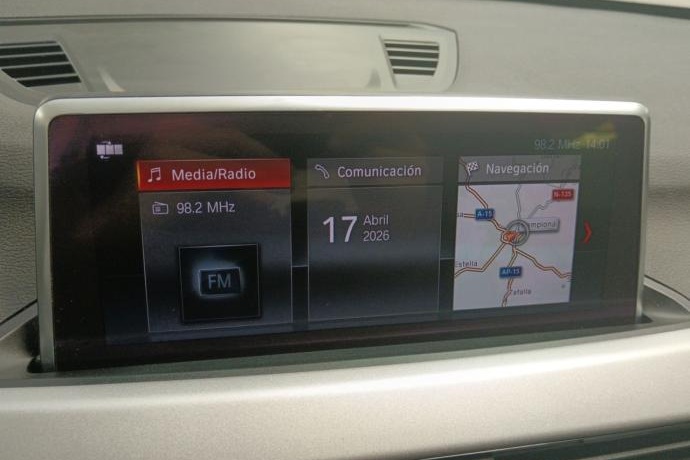 98.2 MHz 14:01
Media/Radio
98.2 MHz
FM
Comunicación
17 Abril
2026
Navegación
N-135
A-15
Estella
AP-15
Tafalla